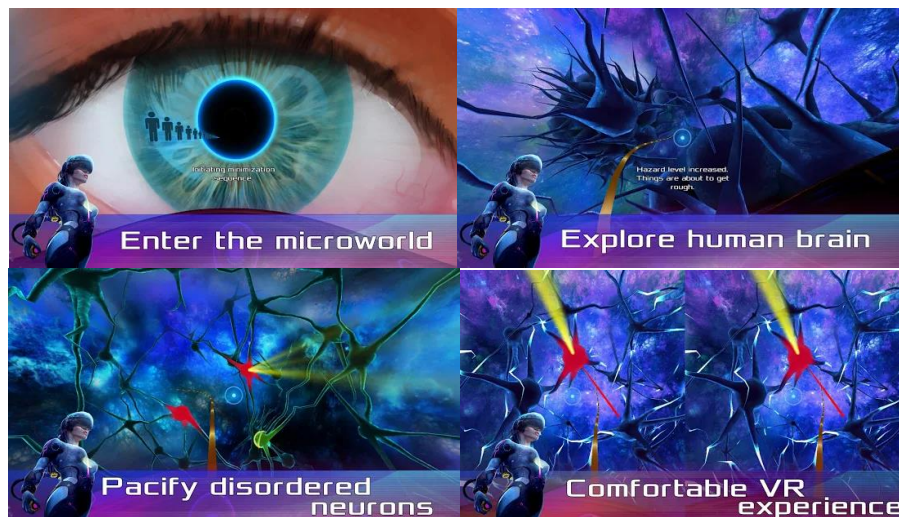 Initiating minimization
sequence.
Enter the microworld
Hazard level increased.
Things are about to get
rough.
Explore human brain
Pacify disordered
neurons
Comfortable VR
experience